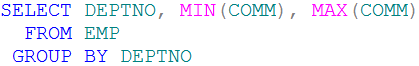 SELECT DEPTNO, MIN(COMM), MAX(COMM)
FROM EMP
GROUP BY DEPTNO